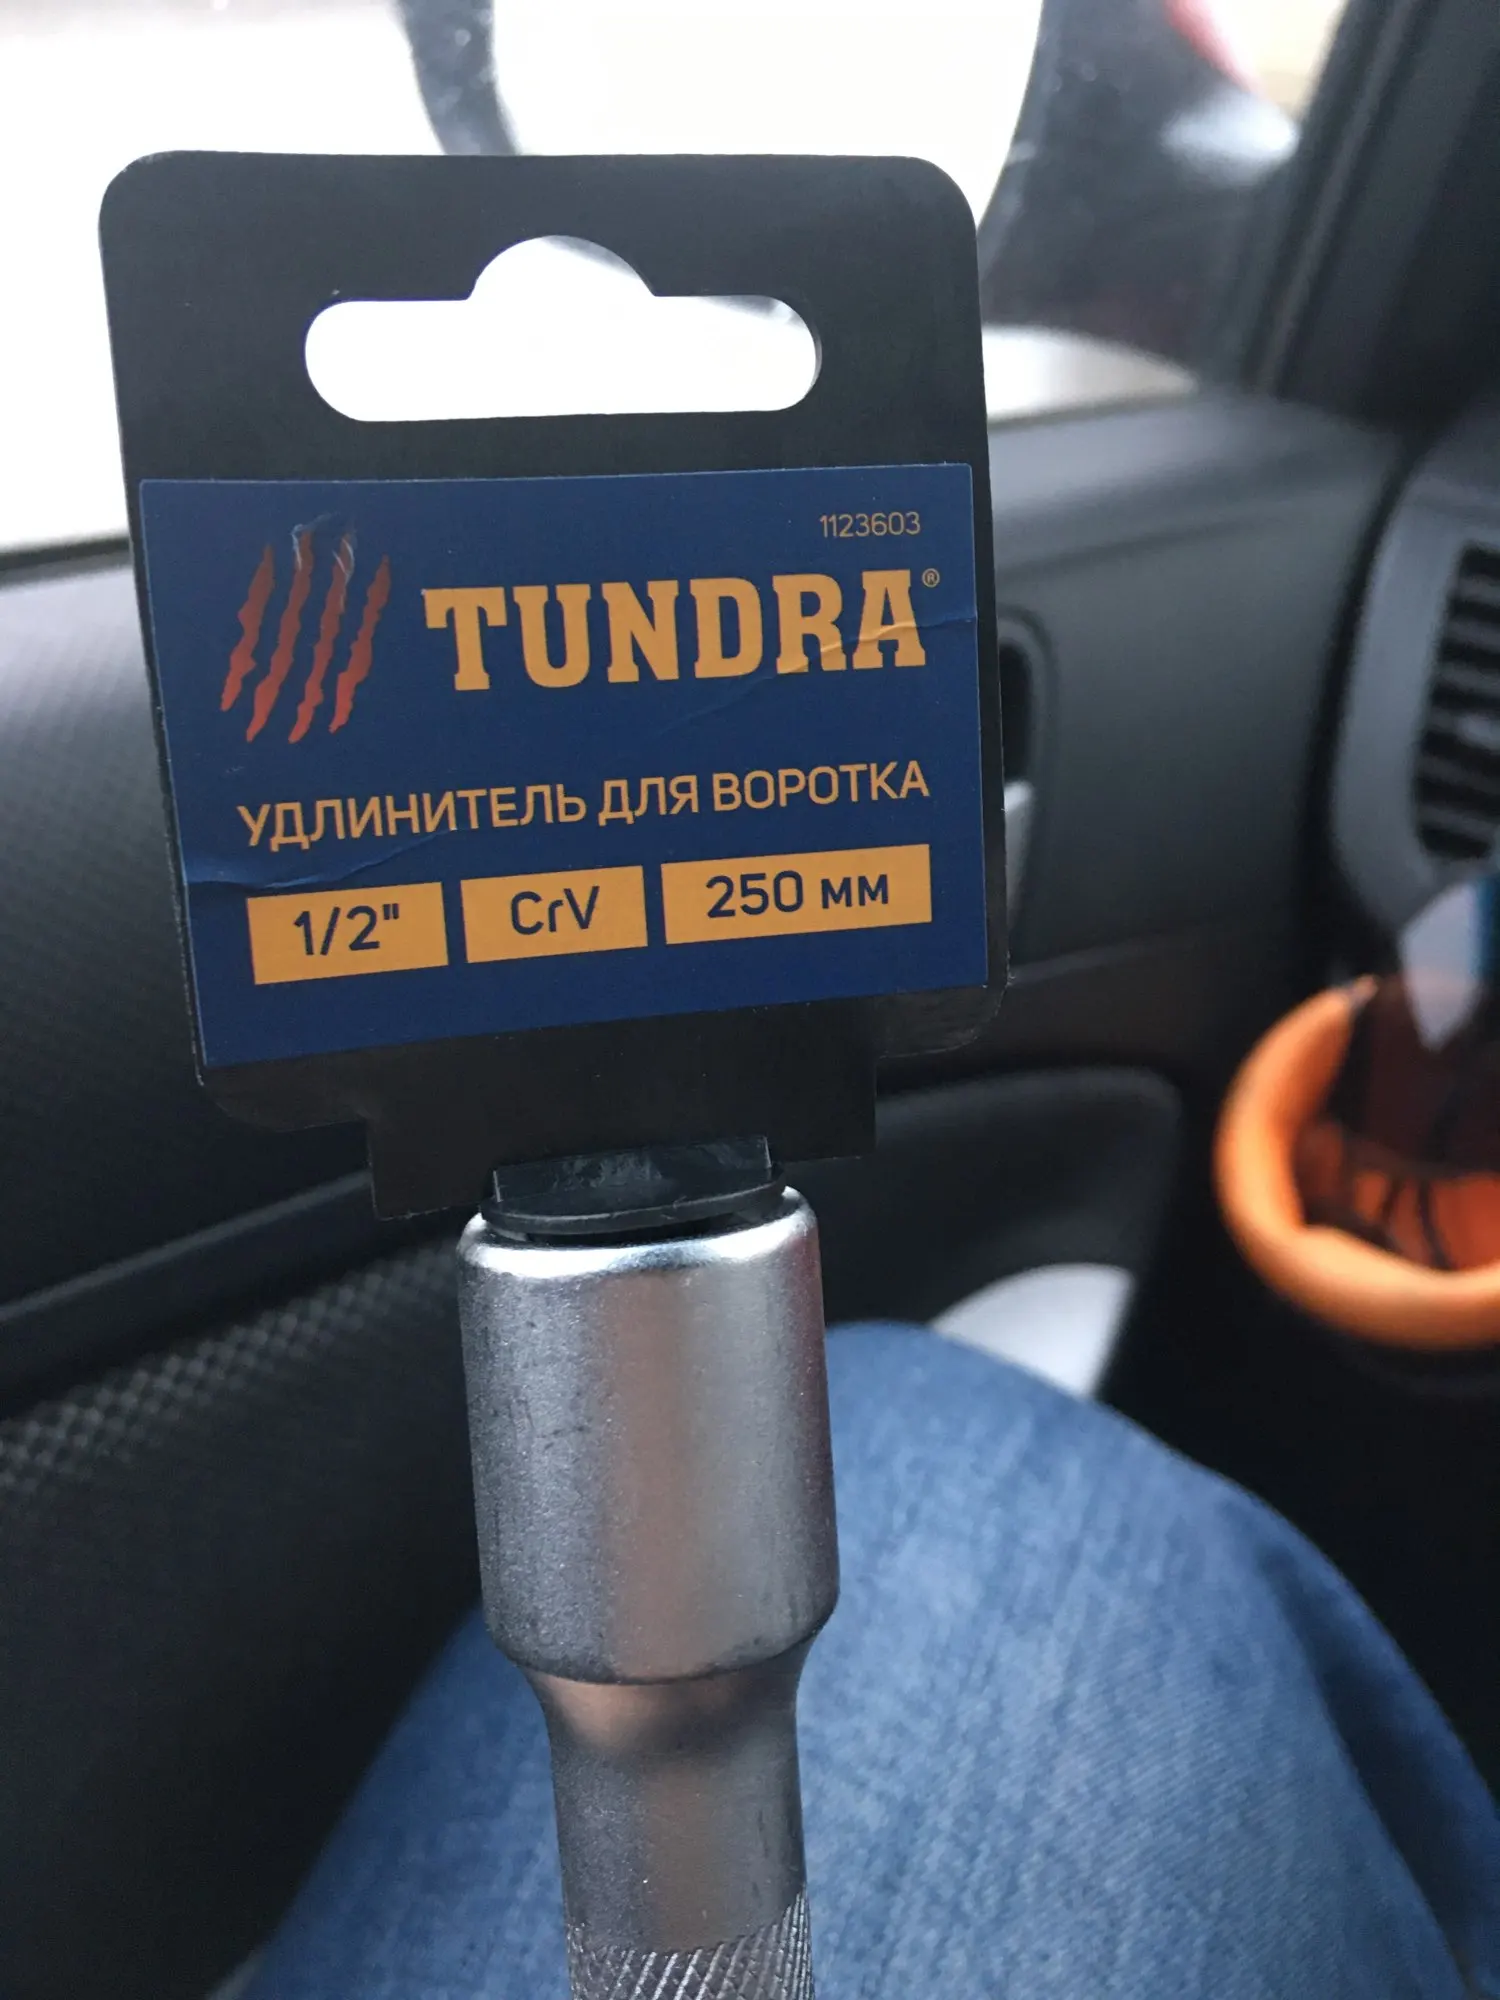 1123603
TUNDRA®
УДЛИНИТЕЛЬ ДЛЯ ВОРОТКА
1/2" CrV 250 мм